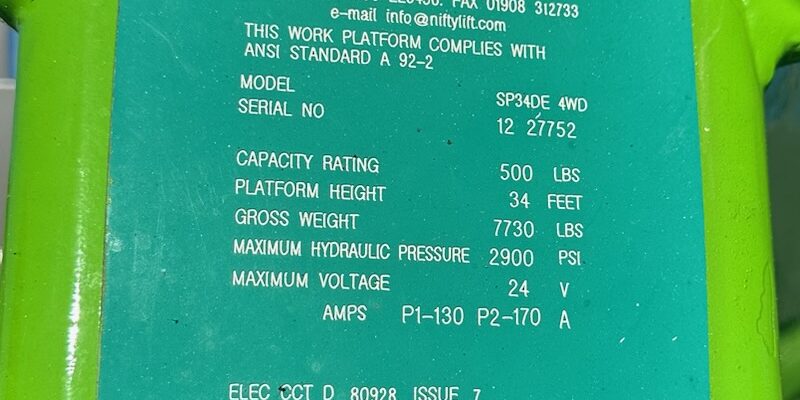 FAX 01908 312733
e-mail info@niftylift.com
THIS WORK PLATFORM COMPLIES WITH
ANSI STANDARD A 92-2
MODEL SP34DE 4WD
SERIAL NO 12 27752
CAPACITY RATING 500 LBS
PLATFORM HEIGHT 34 FEET
GROSS WEIGHT 7730 LBS
MAXIMUM HYDRAULIC PRESSURE 2900 PSI
MAXIMUM VOLTAGE 24 V
AMPS P1-130 P2-170 A
ELEC CCT D 80928 ISSUE 7